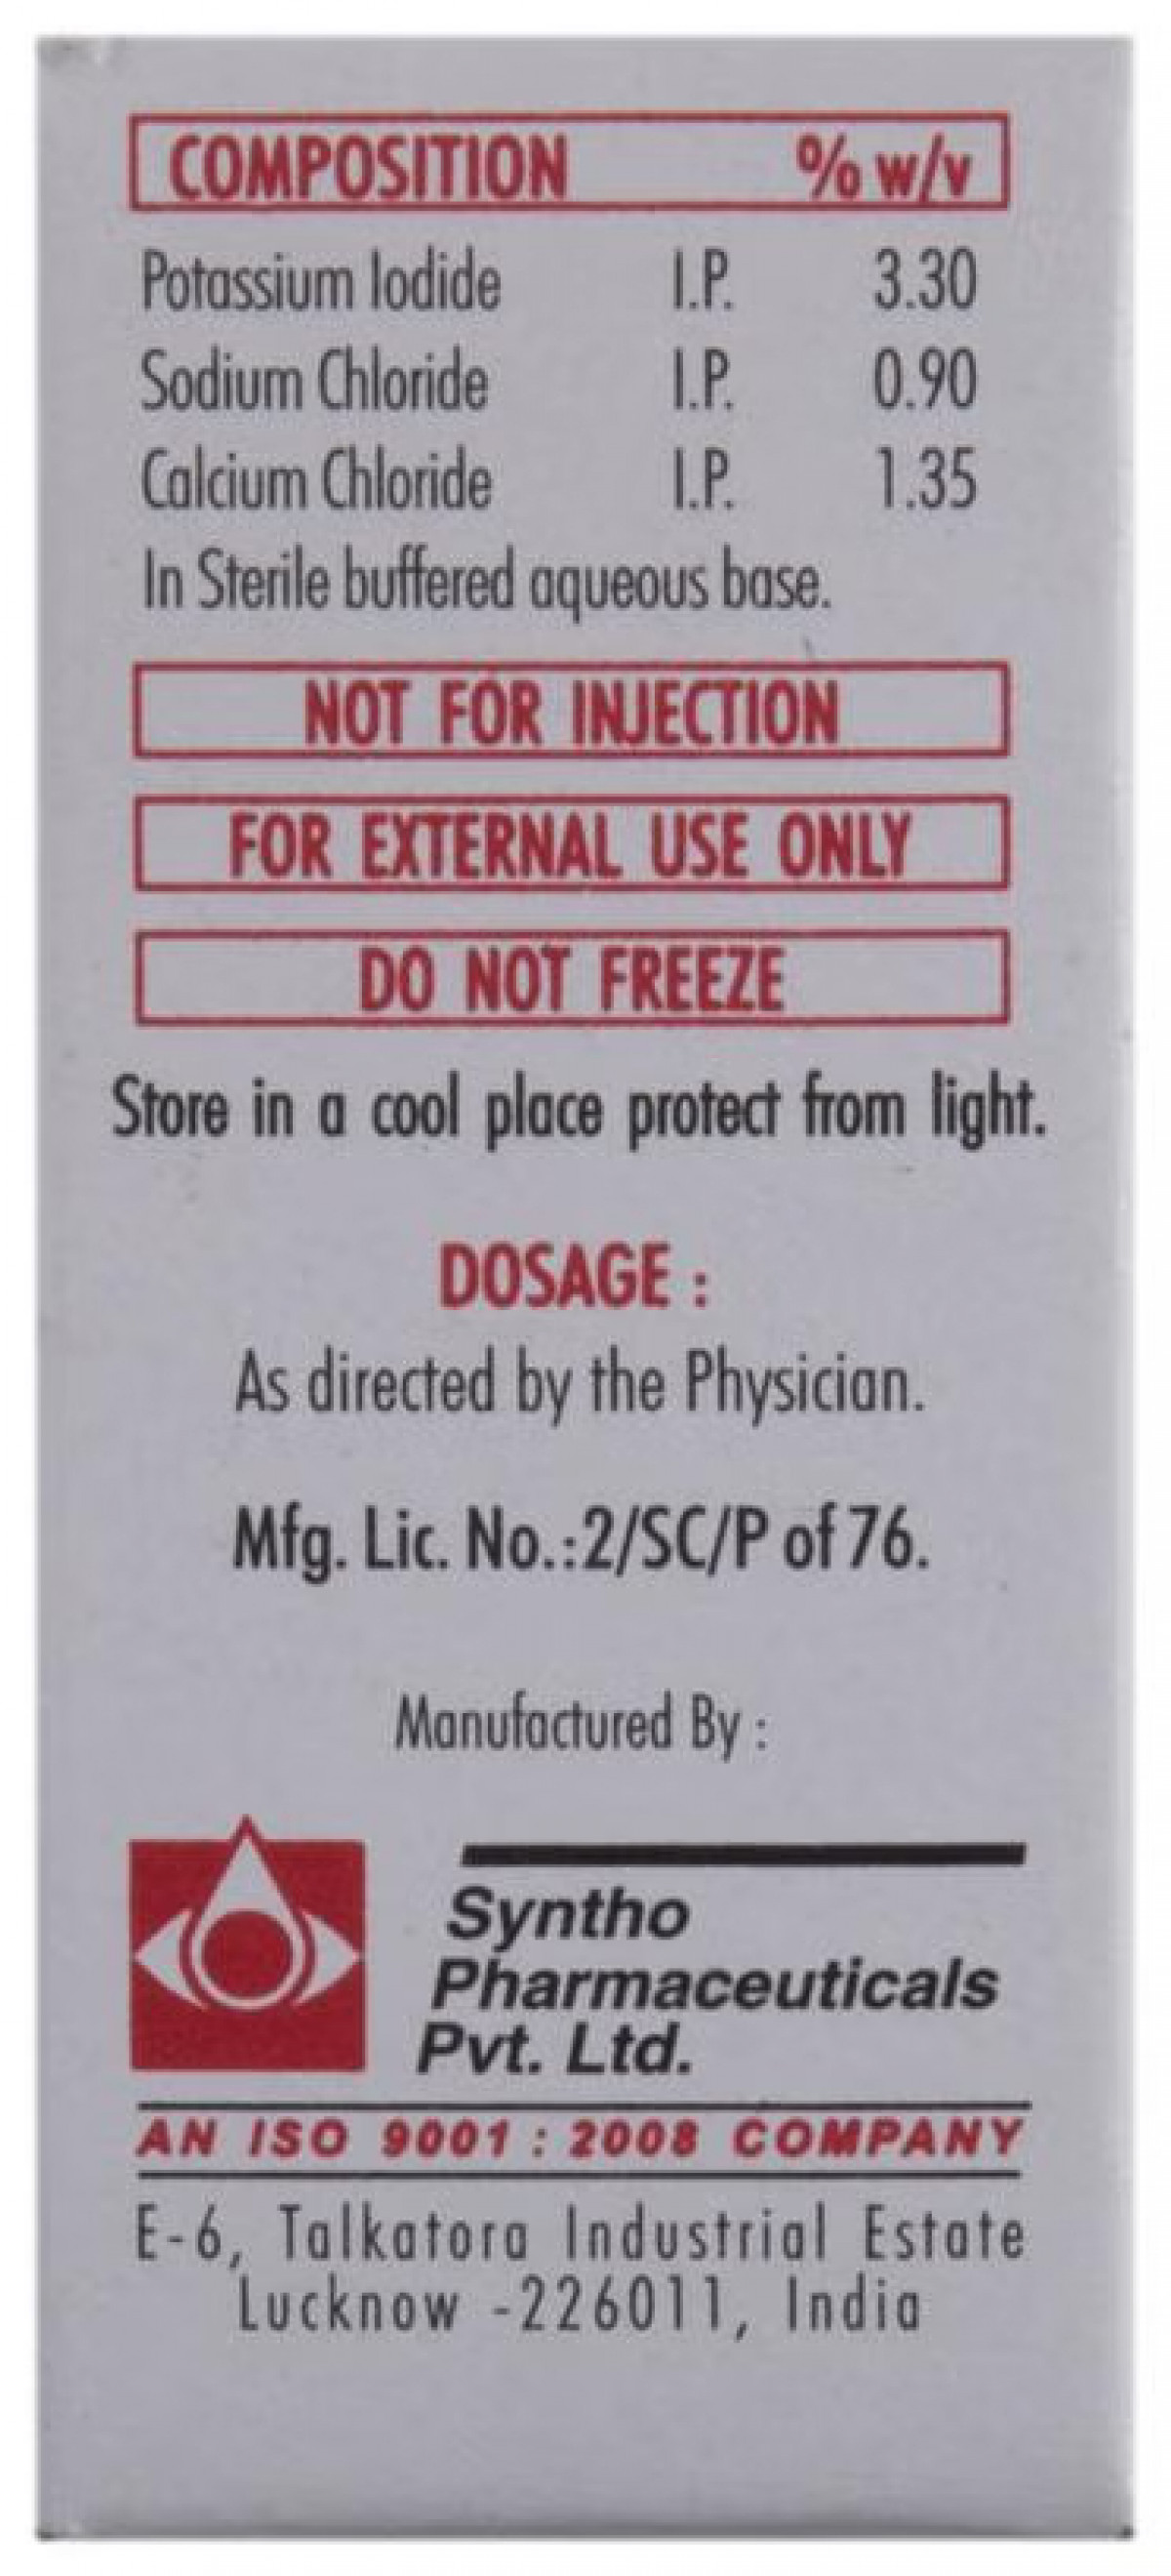 COMPOSITION % w/v
Potassium Iodide I.P. 3.30
Sodium Chloride I.P. 0.90
Calcium Chloride I.P. 1.35
In Sterile buffered aqueous base.
NOT FOR INJECTION
FOR EXTERNAL USE ONLY
DO NOT FREEZE
Store in a cool place protect from light.
DOSAGE :
As directed by the Physician.
Mfg. Lic. No.:2/SC/P of 76.
Manufactured By :
Syntho
Pharmaceuticals
Pvt. Ltd.
AN ISO 9001 : 2008 COMPANY
E-6, Talkatora Industrial Estate
Lucknow -226011, India